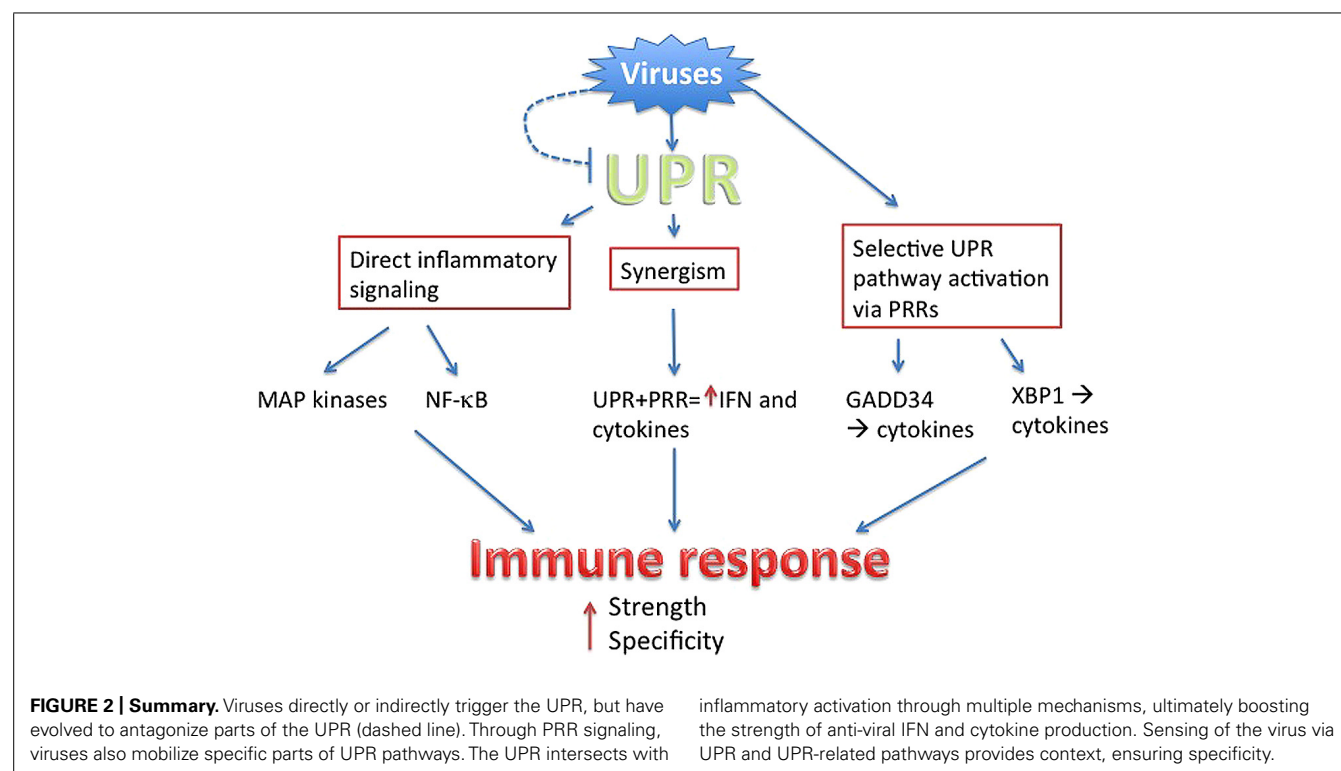 Viruses
UPR
Direct inflammatory
signaling
Synergism
Selective UPR
pathway activation
via PRRs
MAP kinases
NF-κB
UPR+PRR= ↑IFN and
cytokines
GADD34
→ cytokines
XBP1 →
cytokines
Immune response
↑ Strength
Specificity
FIGURE 2 | Summary. Viruses directly or indirectly trigger the UPR, but have
evolved to antagonize parts of the UPR (dashed line). Through PRR signaling,
viruses also mobilize specific parts of UPR pathways. The UPR intersects with
inflammatory activation through multiple mechanisms, ultimately boosting
the strength of anti-viral IFN and cytokine production. Sensing of the virus via
UPR and UPR-related pathways provides context, ensuring specificity.